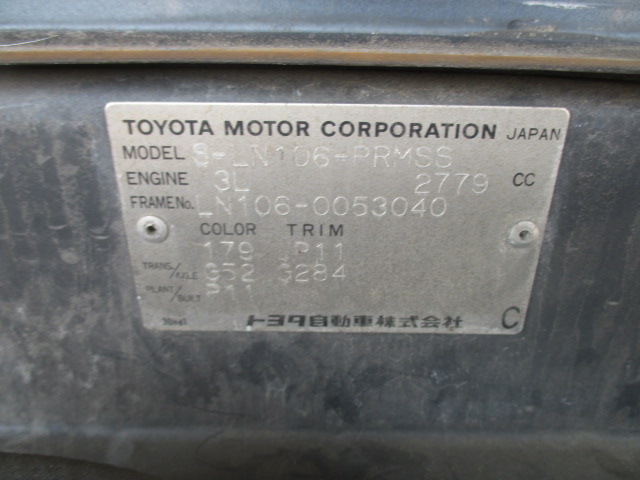 TOYOTA MOTOR CORPORATION JAPAN
MODEL S-LN106-PRMSS
ENGINE 3L 2779 CC
FRAME No. LN106-0053040
COLOR TRIM
179 JP11
TRANS./AXLE G52 G284
PLANT/BUILT P11
トヨタ自動車株式会社 C